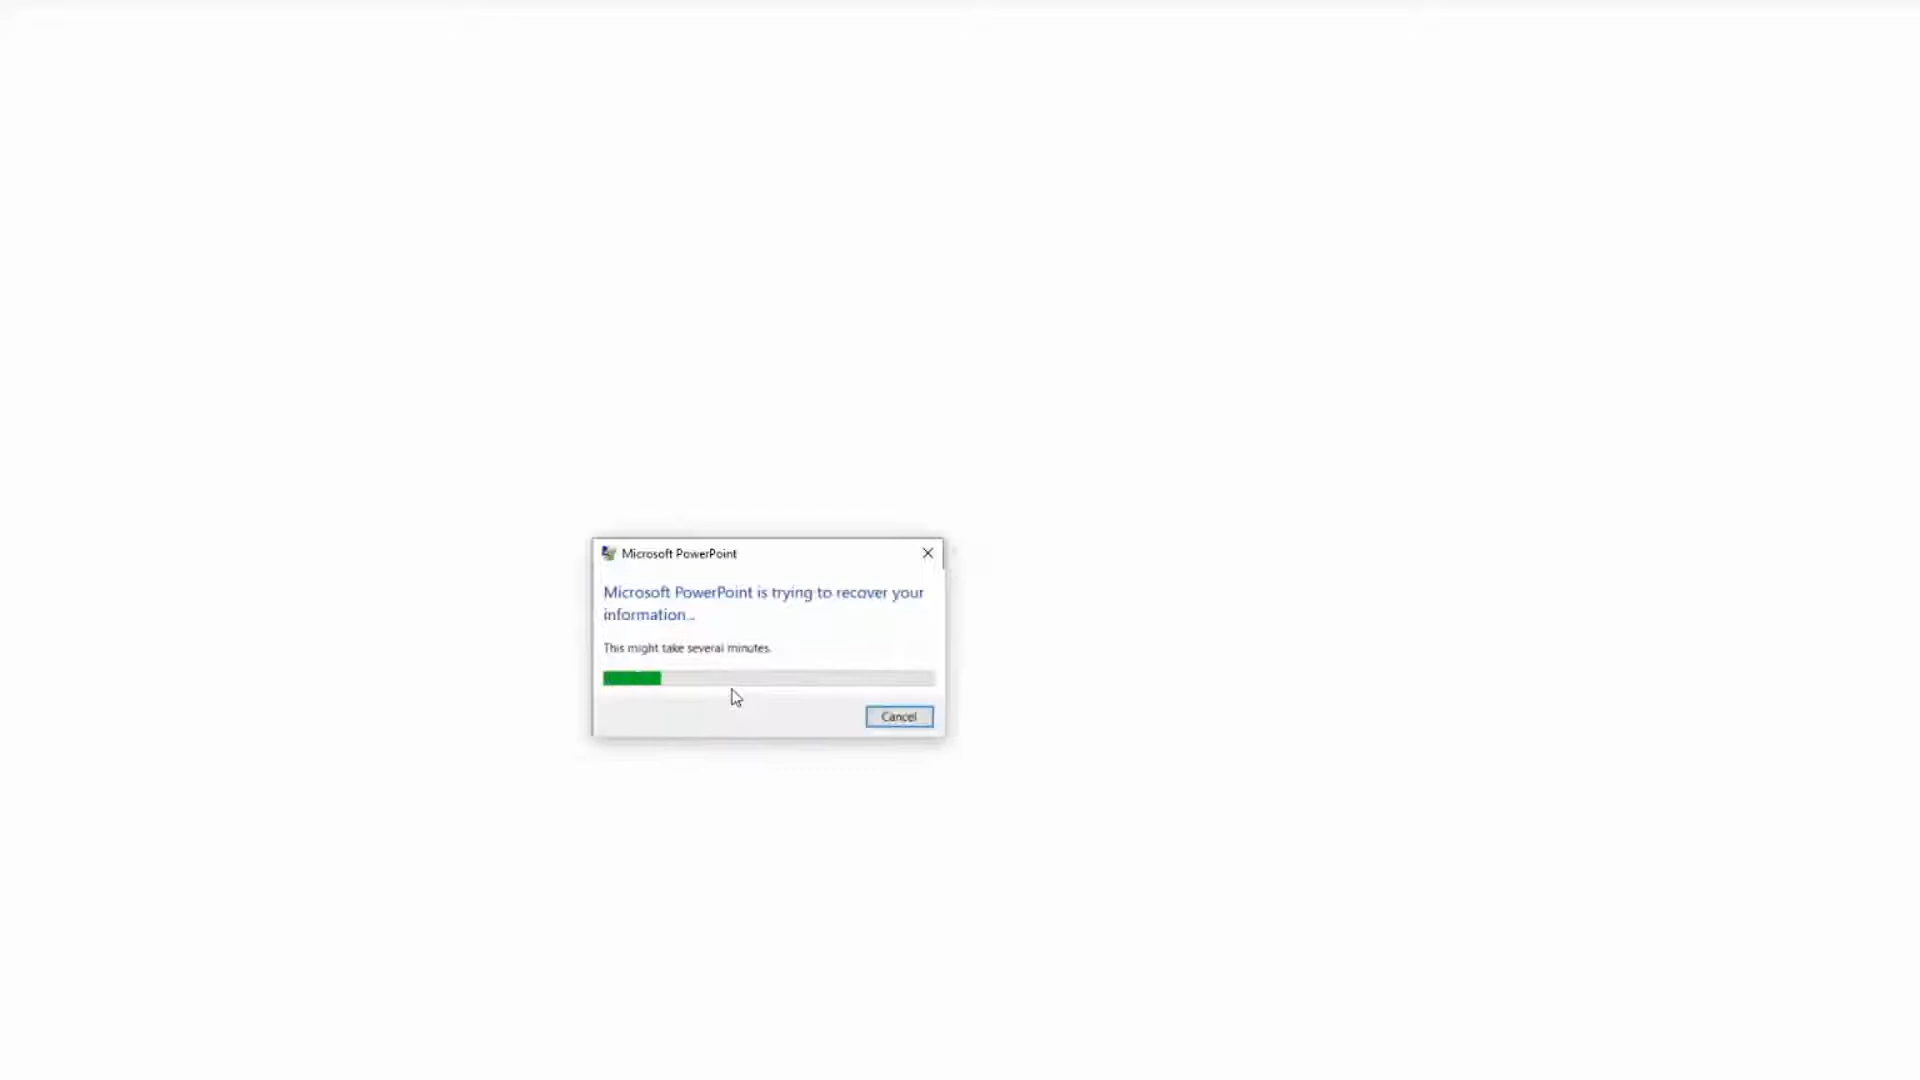 Microsoft PowerPoint
Microsoft PowerPoint is trying to recover your
information...
This might take several minutes.
Cancel